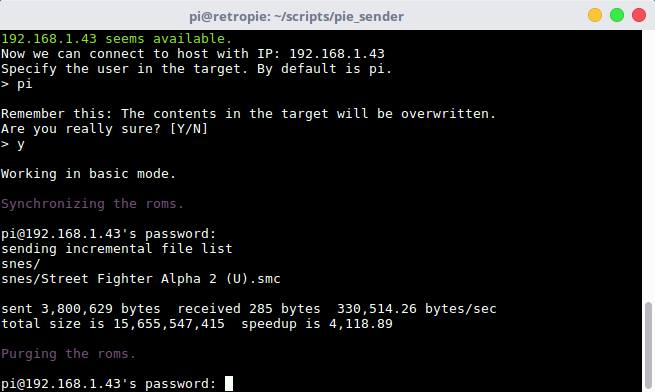 pi@retropie: ~/scripts/pie_sender
192.168.1.43 seems available.
Now we can connect to host with IP: 192.168.1.43
Specify the user in the target. By default is pi.
> pi
Remember this: The contents in the target will be overwritten.
Are you really sure? [Y/N]
> y
Working in basic mode.
Synchronizing the roms.
pi@192.168.1.43's password:
sending incremental file list
snes/
snes/Street Fighter Alpha 2 (U).smc
sent 3,800,629 bytes  received 285 bytes  330,514.26 bytes/sec
total size is 15,655,547,415  speedup is 4,118.89
Purging the roms.
pi@192.168.1.43's password: